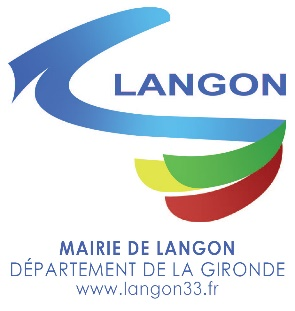 LANGON
MAIRIE DE LANGON
DÉPARTEMENT DE LA GIRONDE
www.langon33.fr